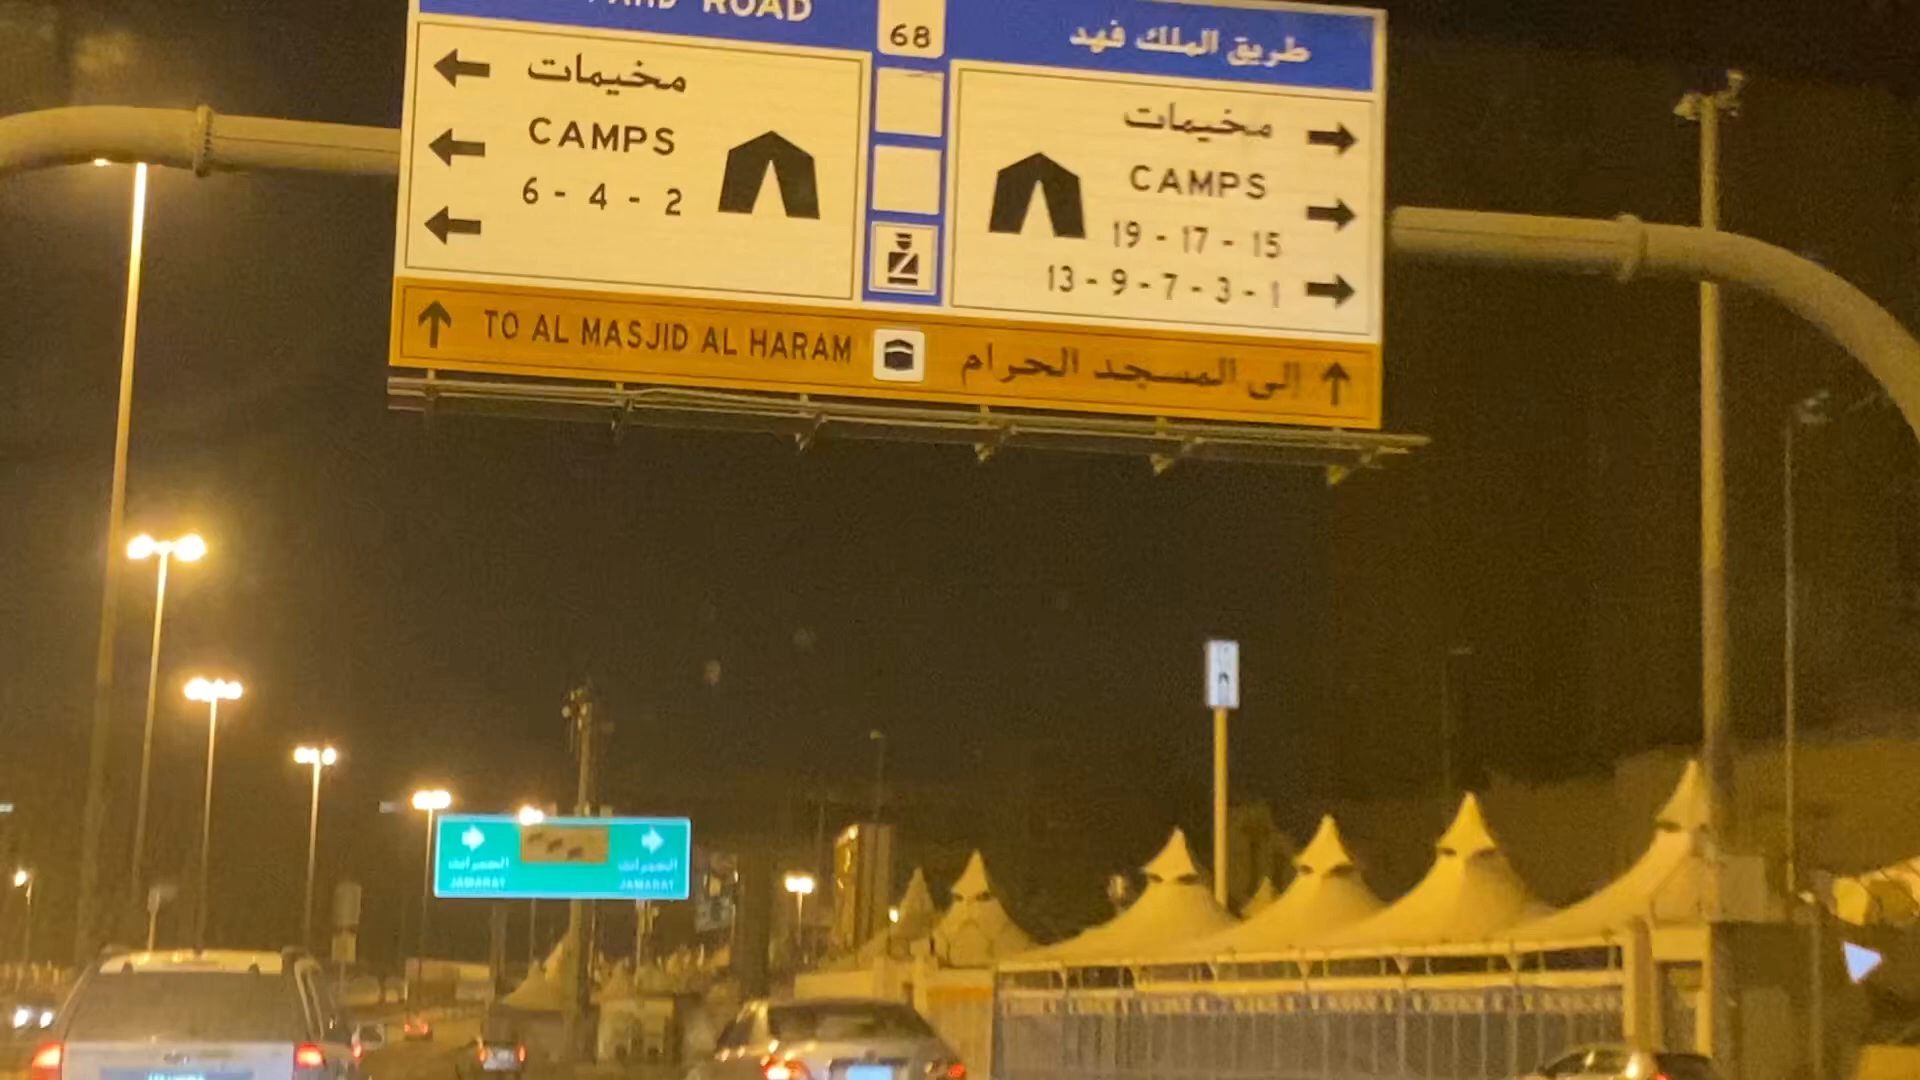 ROAD
68
طريق الملك فهد
مخيمات
CAMPS
6 - 4 - 2
مخيمات
CAMPS
19 - 17 - 15
13 - 9 - 7 - 3 - 1
TO AL MASJID AL HARAM
إلى المسجد الحرام
الجمرات
JAMARAT
الجمرات
JAMARAT